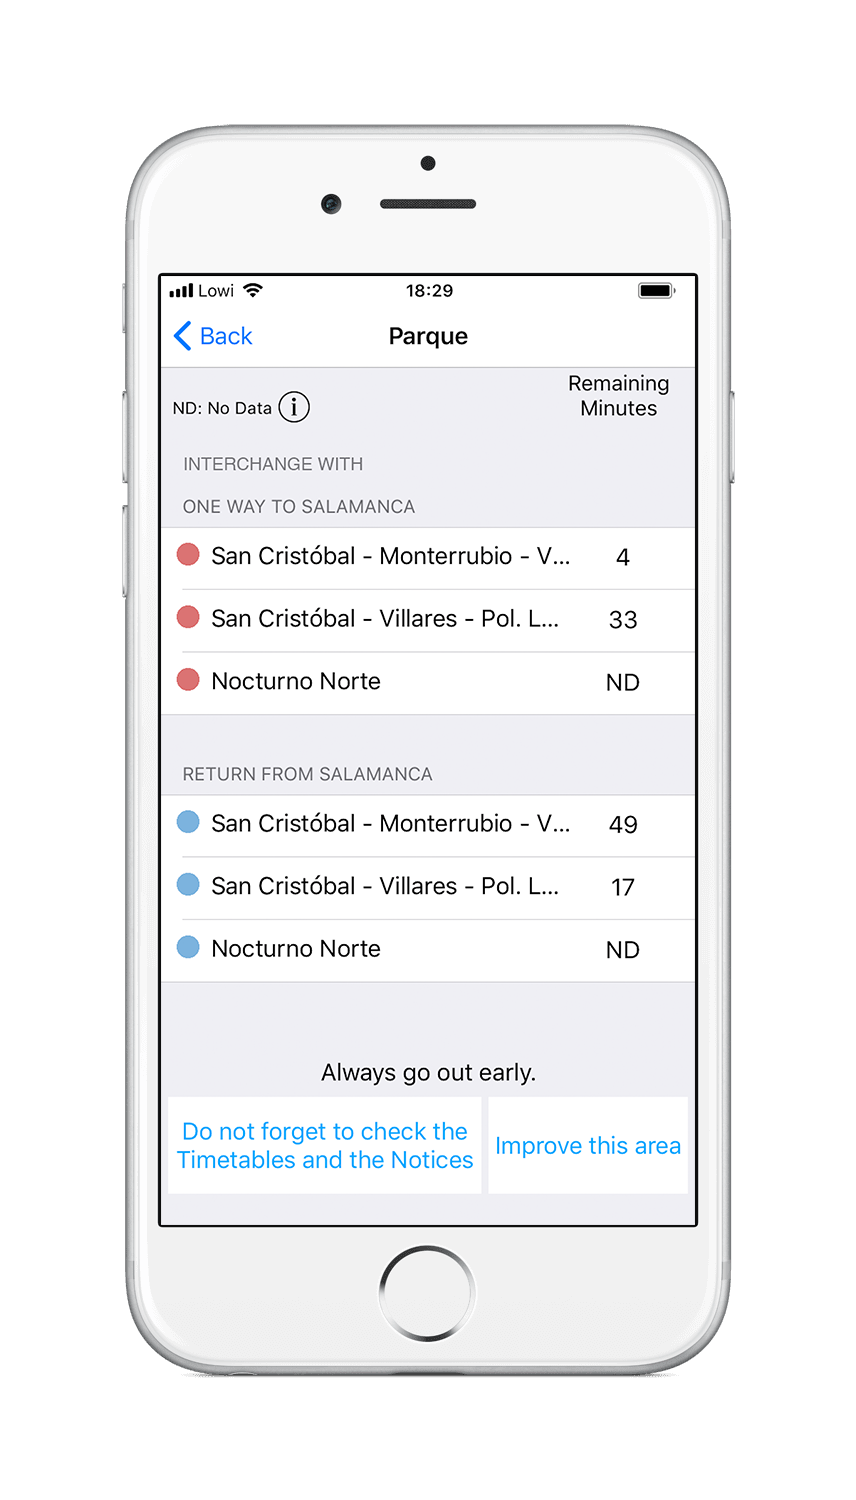 Lowi 18:29
Back Parque
ND: No Data i
Remaining
Minutes
INTERCHANGE WITH
ONE WAY TO SALAMANCA
San Cristóbal - Monterrubio - V... 4
San Cristóbal - Villares - Pol. L... 33
Nocturno Norte ND
RETURN FROM SALAMANCA
San Cristóbal - Monterrubio - V... 49
San Cristóbal - Villares - Pol. L... 17
Nocturno Norte ND
Always go out early.
Do not forget to check the
Timetables and the Notices
Improve this area